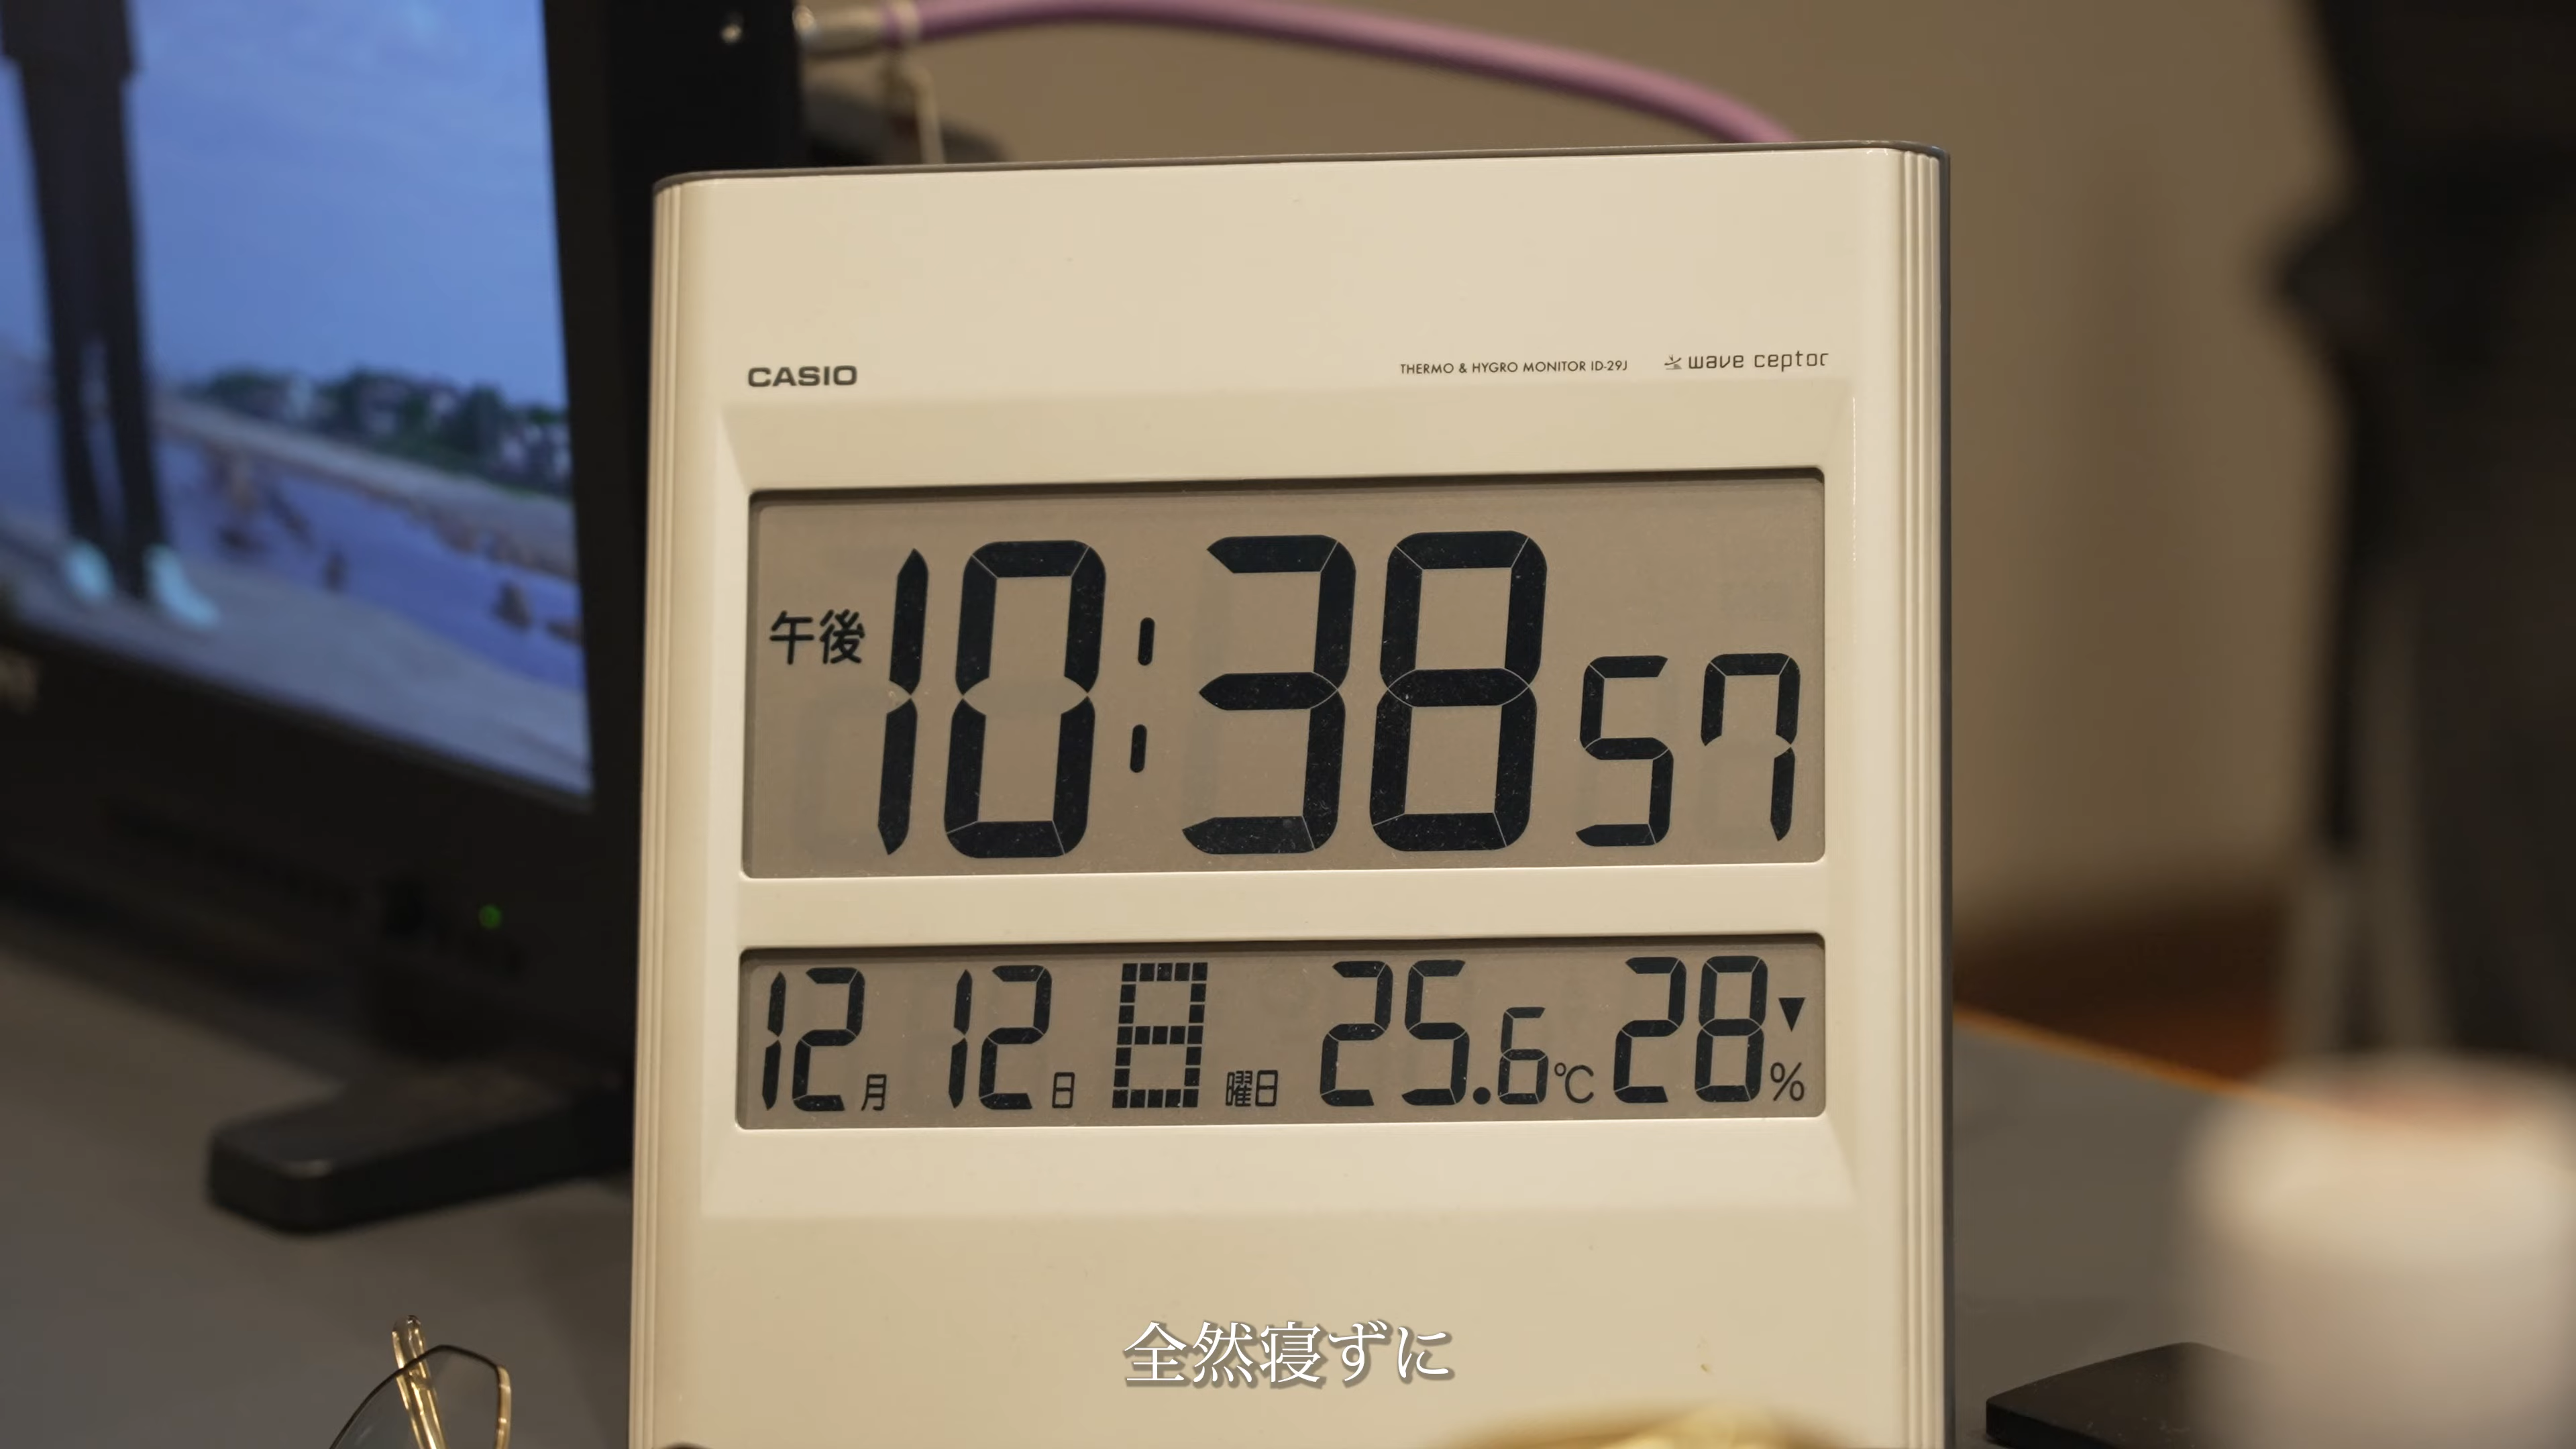 CASIO
THERMO & HYGRO MONITOR ID-29J wave ceptor
午後 10:38 57
12月 12日 日曜日 25.6℃ 28%
全然寝ずに